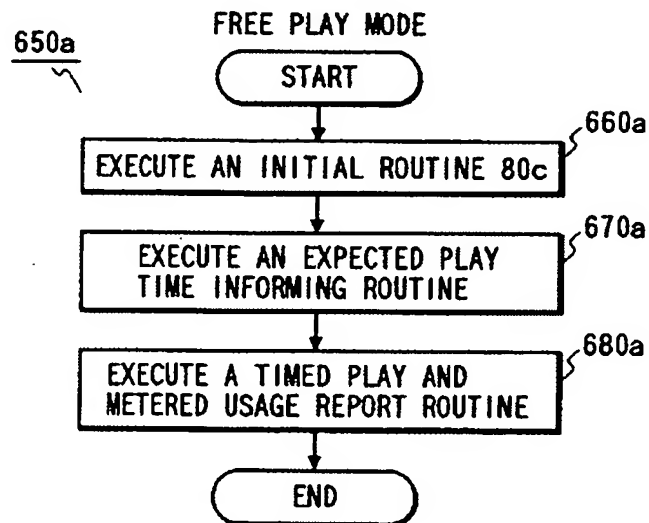 FREE PLAY MODE
650a
START
660a
EXECUTE AN INITIAL ROUTINE 80c
670a
EXECUTE AN EXPECTED PLAY
TIME INFORMING ROUTINE
680a
EXECUTE A TIMED PLAY AND
METERED USAGE REPORT ROUTINE
END